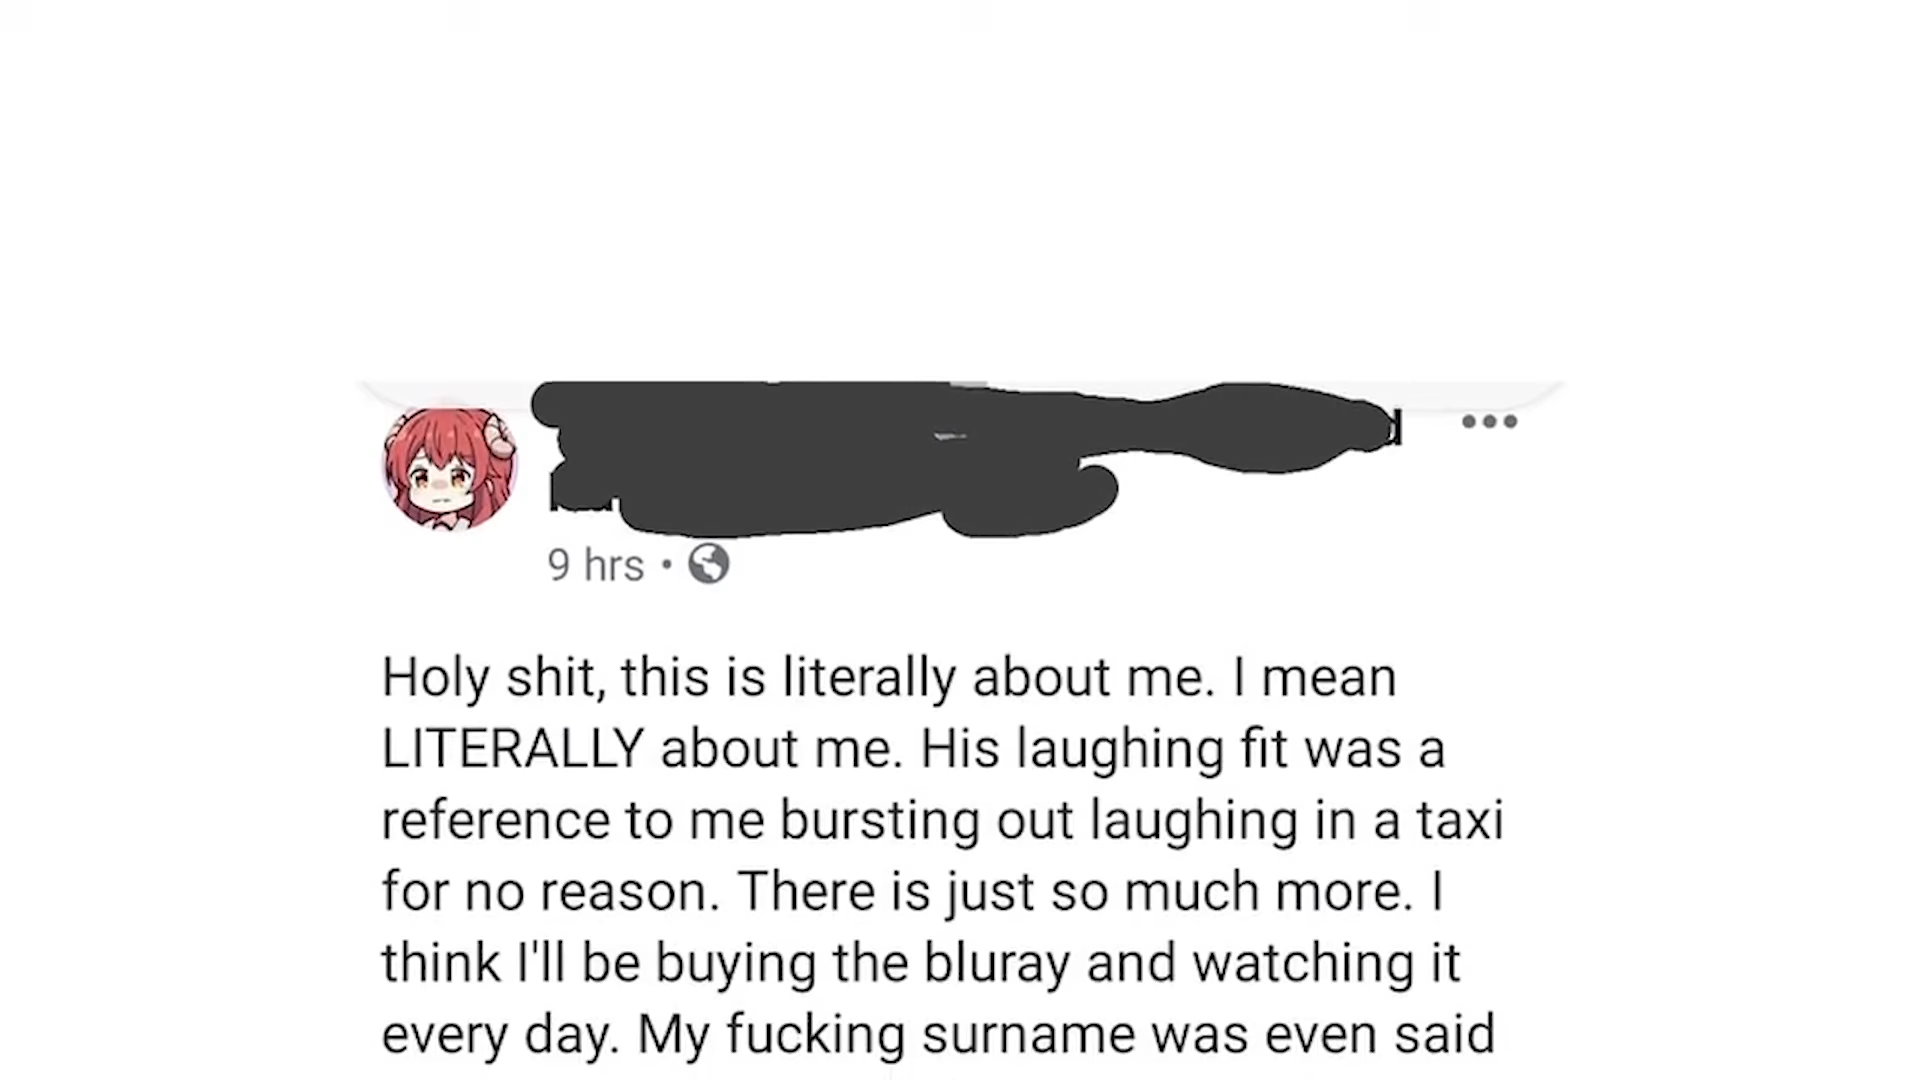 9 hrs •
Holy shit, this is literally about me. I mean
LITERALLY about me. His laughing fit was a
reference to me bursting out laughing in a taxi
for no reason. There is just so much more. I
think I'll be buying the bluray and watching it
every day. My fucking surname was even said